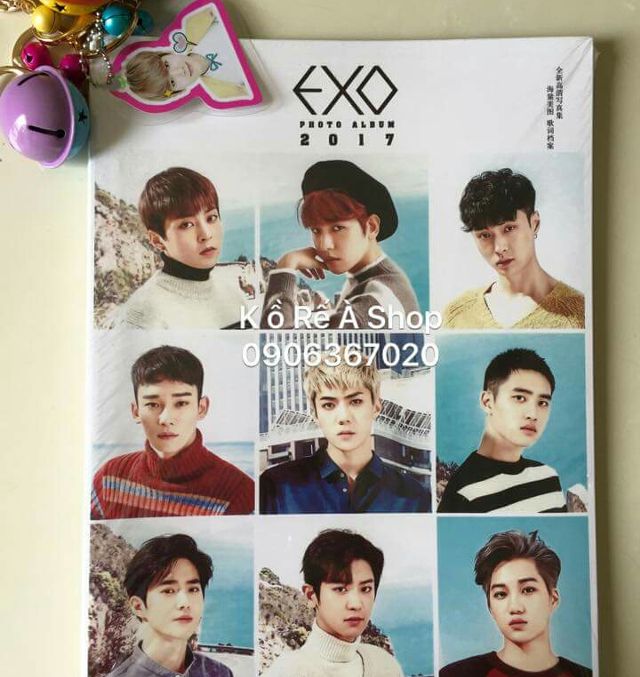 EXO
PHOTO ALBUM
2017
全新高清写真集
海量美图 歌词档案
K ồ Rế À Shop
0906367020